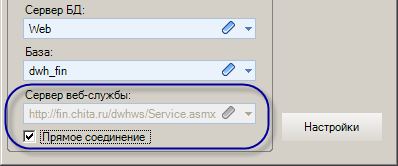 Сервер БД:
Web
База:
dwh_fin
Сервер веб-службы:
http://fin.chita.ru/dwhws/Service.asmx
Прямое соединение
Настройки